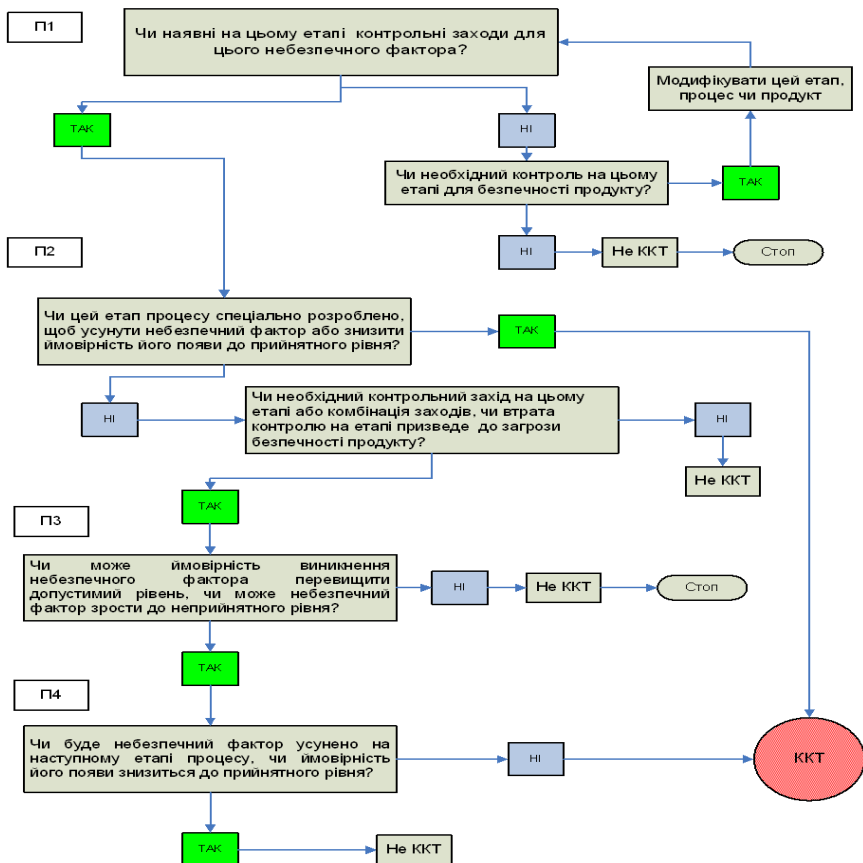 П1
Чи наявні на цьому етапі контрольні заходи для
цього небезпечного фактора?
Модифікувати цей етап,
процес чи продукт
ТАК
НІ
Чи необхідний контроль на цьому
етапі для безпечності продукту?
ТАК
НІ
Не ККТ
Стоп
П2
Чи цей етап процесу спеціально розроблено,
щоб усунути небезпечний фактор або знизити
ймовірність його появи до прийнятного рівня?
ТАК
НІ
Чи необхідний контрольний захід на цьому
етапі або комбінація заходів, чи втрата
контролю на етапі призведе до загрози
безпечності продукту?
НІ
Не ККТ
ТАК
П3
Чи може ймовірність виникнення
небезпечного фактора перевищити
допустимий рівень, чи може небезпечний
фактор зрости до неприйнятного рівня?
НІ
Не ККТ
Стоп
ТАК
П4
Чи буде небезпечний фактор усунено на
наступному етапі процесу, чи ймовірність
його появи знизиться до прийнятного рівня?
НІ
ККТ
ТАК
Не ККТ